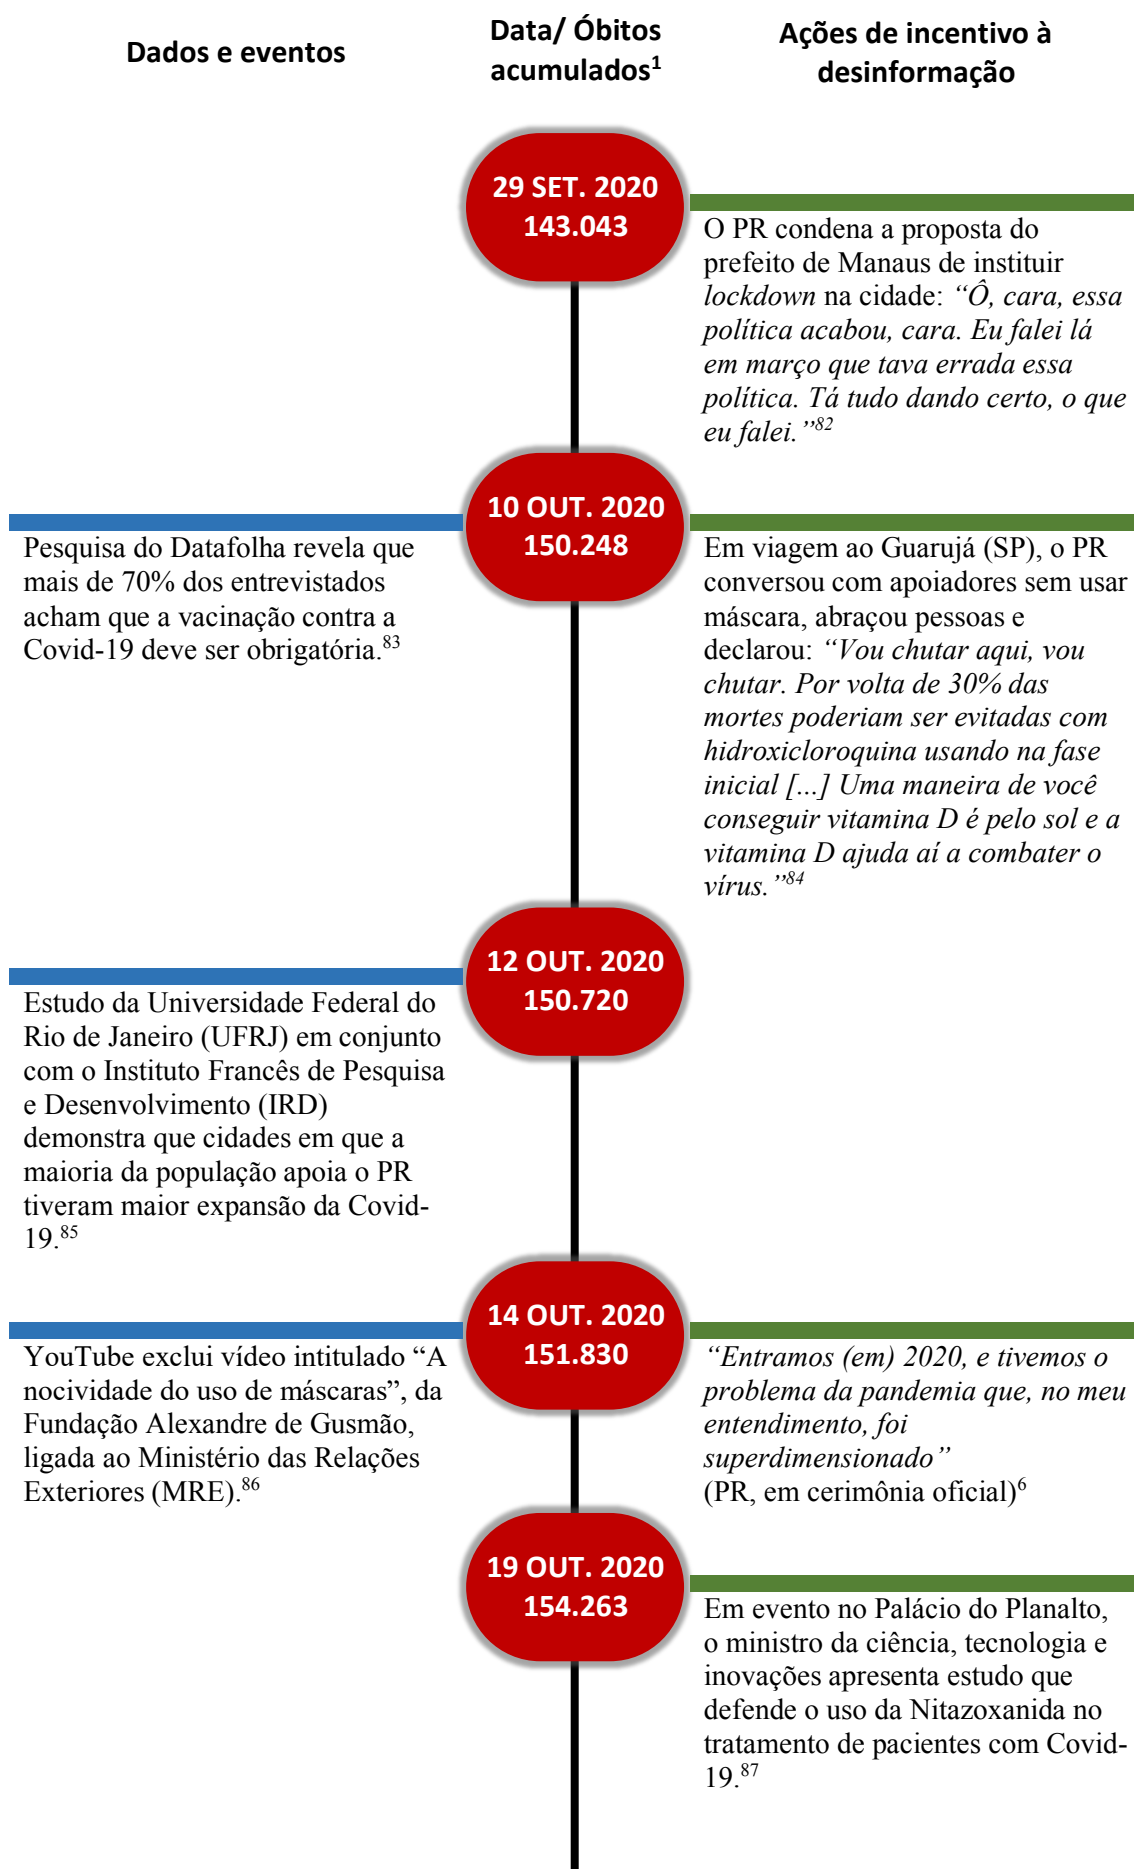 Dados e eventos
Data/ Óbitos
acumulados¹
Ações de incentivo à
desinformação
29 SET. 2020
143.043
O PR condena a proposta do
prefeito de Manaus de instituir
lockdown na cidade: “Ô, cara, essa
política acabou, cara. Eu falei lá
em março que tava errada essa
política. Tá tudo dando certo, o que
eu falei.”⁸²
10 OUT. 2020
150.248
Pesquisa do Datafolha revela que
mais de 70% dos entrevistados
acham que a vacinação contra a
Covid-19 deve ser obrigatória.⁸³
Em viagem ao Guarujá (SP), o PR
conversou com apoiadores sem usar
máscara, abraçou pessoas e
declarou: “Vou chutar aqui, vou
chutar. Por volta de 30% das
mortes poderiam ser evitadas com
hidroxicloroquina usando na fase
inicial [...] Uma maneira de você
conseguir vitamina D é pelo sol e a
vitamina D ajuda aí a combater o
vírus.”⁸⁴
12 OUT. 2020
150.720
Estudo da Universidade Federal do
Rio de Janeiro (UFRJ) em conjunto
com o Instituto Francês de Pesquisa
e Desenvolvimento (IRD)
demonstra que cidades em que a
maioria da população apoia o PR
tiveram maior expansão da Covid-
19.⁸⁵
14 OUT. 2020
151.830
YouTube exclui vídeo intitulado “A
nocividade do uso de máscaras”, da
Fundação Alexandre de Gusmão,
ligada ao Ministério das Relações
Exteriores (MRE).⁸⁶
“Entramos (em) 2020, e tivemos o
problema da pandemia que, no meu
entendimento, foi
superdimensionado”
(PR, em cerimônia oficial)⁶
19 OUT. 2020
154.263
Em evento no Palácio do Planalto,
o ministro da ciência, tecnologia e
inovações apresenta estudo que
defende o uso da Nitazoxanida no
tratamento de pacientes com Covid-
19.⁸⁷